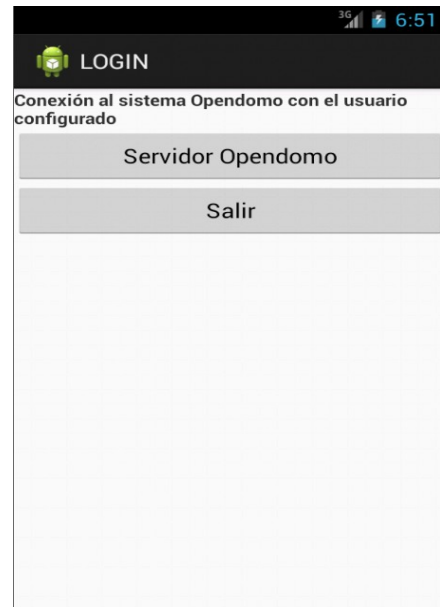 3G 6:51
LOGIN
Conexión al sistema Opendomo con el usuario
configurado
Servidor Opendomo
Salir